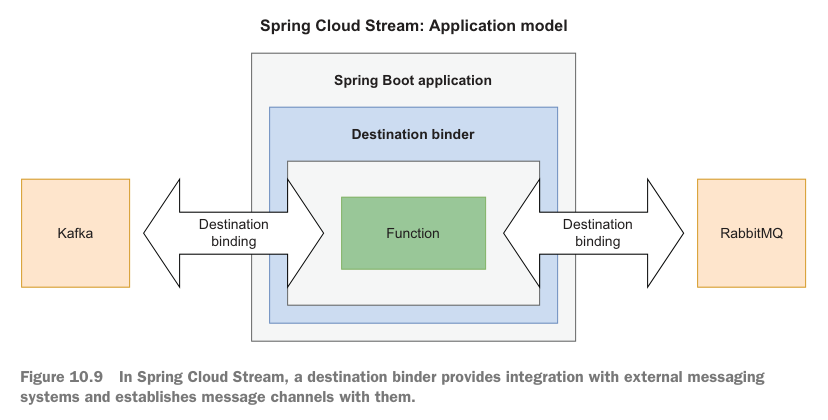 Spring Cloud Stream: Application model
Spring Boot application
Destination binder
Kafka
Destination
binding
Function
Destination
binding
RabbitMQ
Figure 10.9 In Spring Cloud Stream, a destination binder provides integration with external messaging
systems and establishes message channels with them.